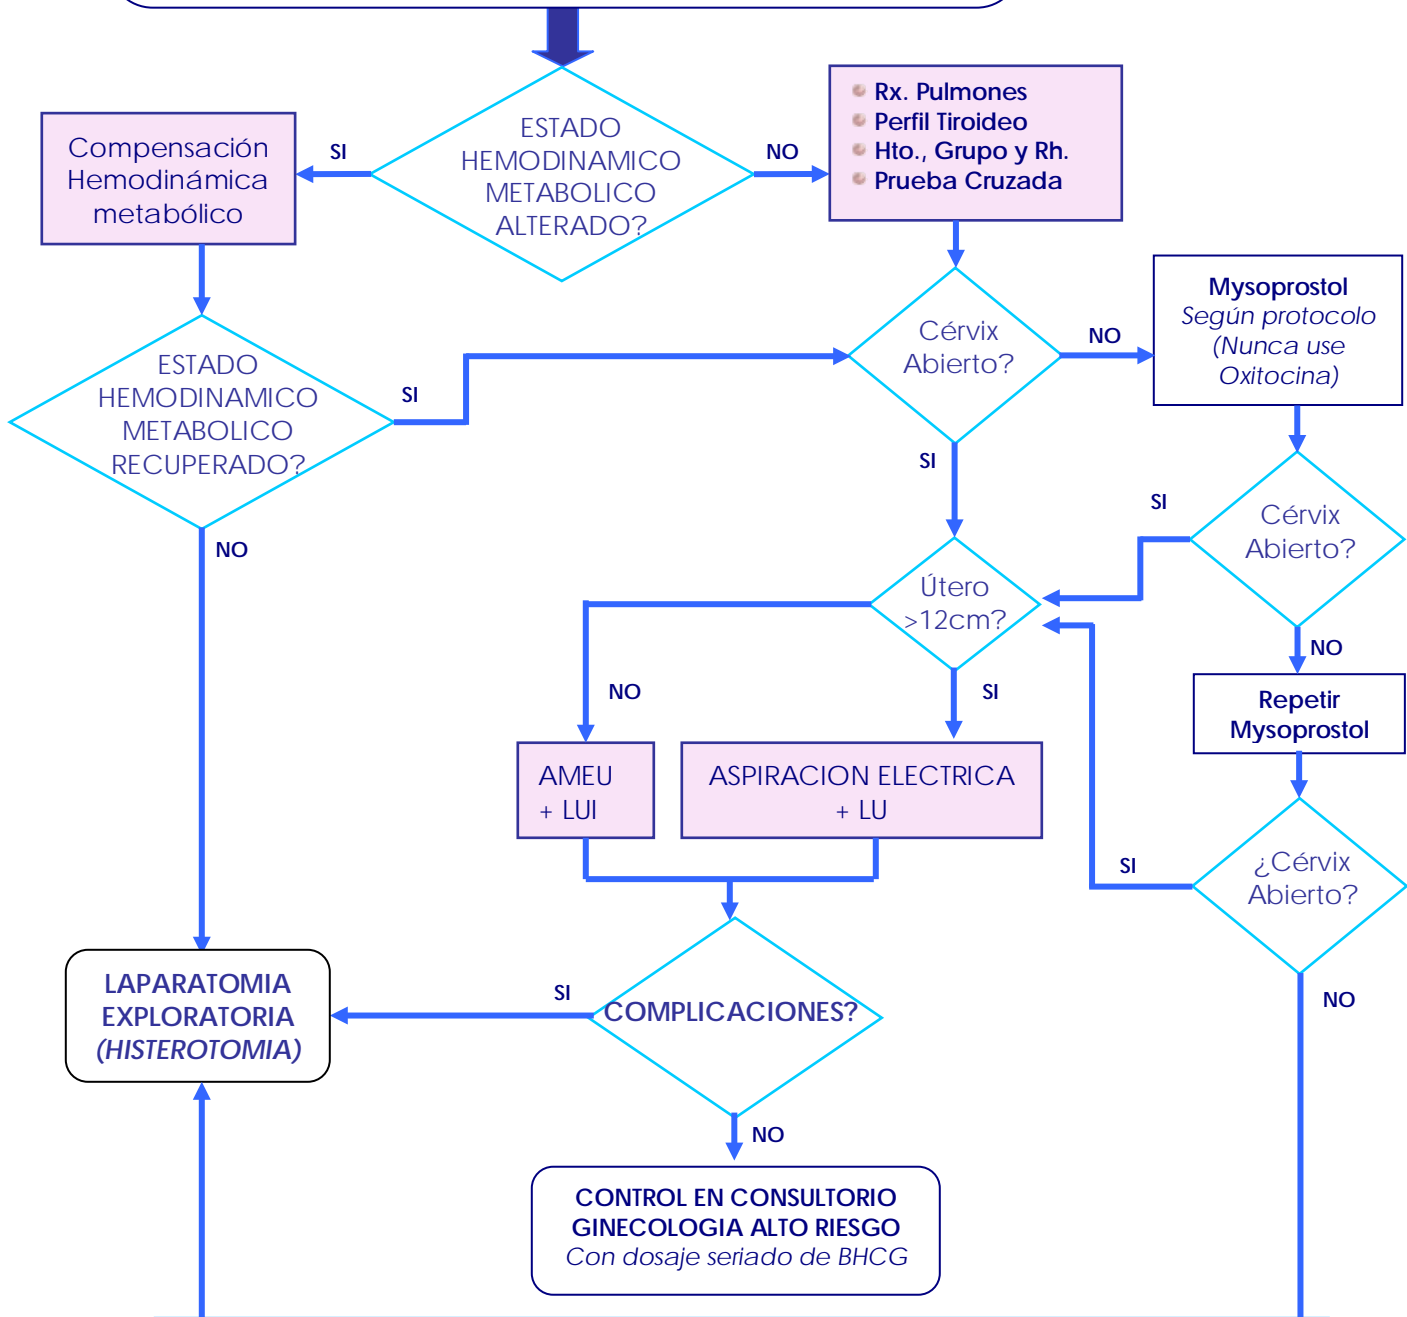 ESTADO
HEMODINAMICO
METABOLICO
ALTERADO?
SI
NO
Compensación
Hemodinámica
metabólico
Rx. Pulmones
Perfil Tiroideo
Hto., Grupo y Rh.
Prueba Cruzada
ESTADO
HEMODINAMICO
METABOLICO
RECUPERADO?
SI
NO
Cérvix
Abierto?
NO
SI
Mysoprostol
Según protocolo
(Nunca use
Oxitocina)
Cérvix
Abierto?
SI
NO
Útero
>12cm?
NO
SI
Repetir
Mysoprostol
AMEU
+ LUI
ASPIRACION ELECTRICA
+ LU
¿Cérvix
Abierto?
SI
NO
COMPLICACIONES?
SI
NO
LAPARATOMIA
EXPLORATORIA
(HISTEROTOMIA)
CONTROL EN CONSULTORIO
GINECOLOGIA ALTO RIESGO
Con dosaje seriado de BHCG